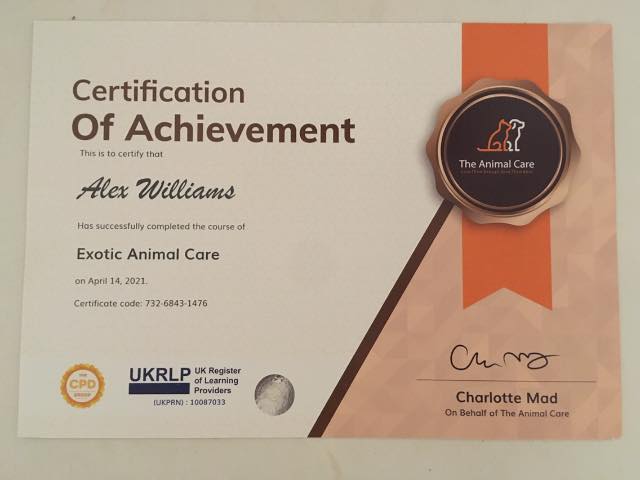 Certification
Of Achievement
This is to certify that
Alex Williams
Has successfully completed the course of
Exotic Animal Care
on April 14, 2021.
Certificate code: 732-6843-1476
The Animal Care
THE
CPD
GROUP
UKRLP
UK Register
of Learning
Providers
(UKPRN) : 10087033
Charlotte Mad
On Behalf of The Animal Care